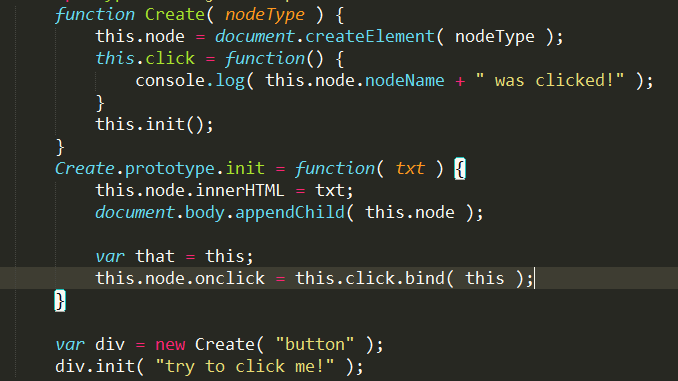 function Create( nodeType ) {
    this.node = document.createElement( nodeType );
    this.click = function() {
        console.log( this.node.nodeName + " was clicked!" );
    }
    this.init();
}
Create.prototype.init = function( txt ) {
    this.node.innerHTML = txt;
    document.body.appendChild( this.node );

    var that = this;
    this.node.onclick = this.click.bind( this );
}

var div = new Create( "button" );
div.init( "try to click me!" );